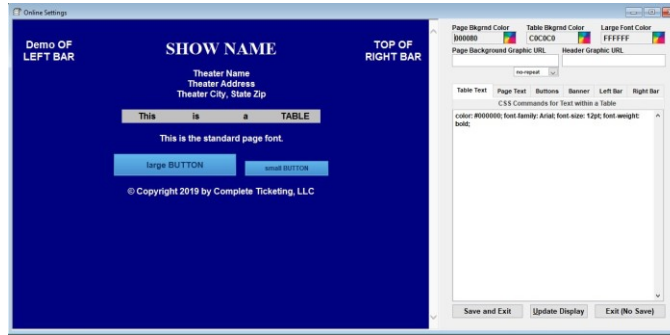 Online Settings
Demo OF
LEFT BAR
SHOW NAME
TOP OF
RIGHT BAR
Theater Name
Theater Address
Theater City, State Zip
This is a TABLE
This is the standard page font.
large BUTTON
small BUTTON
© Copyright 2019 by Complete Ticketing, LLC
Page Bkgrnd Color Table Bkgrnd Color Large Font Color
000080 C0C0C0 FFFFFF
Page Background Graphic URL Header Graphic URL
no-repeat
Table Text Page Text Buttons Banner Left Bar Right Bar
CSS Commands for Text within a Table
color: #000000; font-family: Arial; font-size: 12pt; font-weight:
bold;
Save and Exit Update Display Exit (No Save)